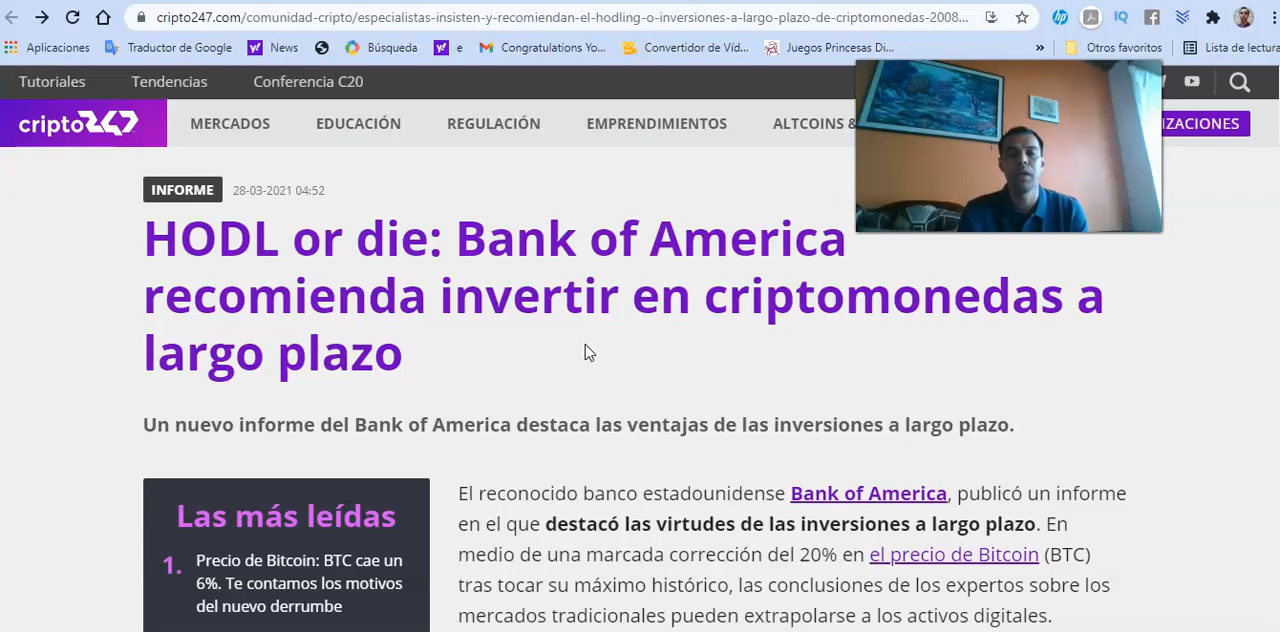 cripto247.com/comunidad-cripto/especialistas-insisten-y-recomiendan-el-hodling-o-inversiones-a-largo-plazo-de-criptomonedas-2008...
Aplicaciones
Traductor de Google
News
Búsqueda
e
Congratulations Yo...
Convertidor de Víd...
Juegos Princesas Di...
»
Otros favoritos
Lista de lectura
Tutoriales
Tendencias
Conferencia C20
cripto247
MERCADOS
EDUCACIÓN
REGULACIÓN
EMPRENDIMIENTOS
ALTCOINS &
IZACIONES
INFORME
28-03-2021 04:52
HODL or die: Bank of America
recomienda invertir en criptomonedas a
largo plazo
Un nuevo informe del Bank of America destaca las ventajas de las inversiones a largo plazo.
Las más leídas
1.
Precio de Bitcoin: BTC cae un
6%. Te contamos los motivos
del nuevo derrumbe
El reconocido banco estadounidense Bank of America, publicó un informe
en el que destacó las virtudes de las inversiones a largo plazo. En
medio de una marcada corrección del 20% en el precio de Bitcoin (BTC)
tras tocar su máximo histórico, las conclusiones de los expertos sobre los
mercados tradicionales pueden extrapolarse a los activos digitales.